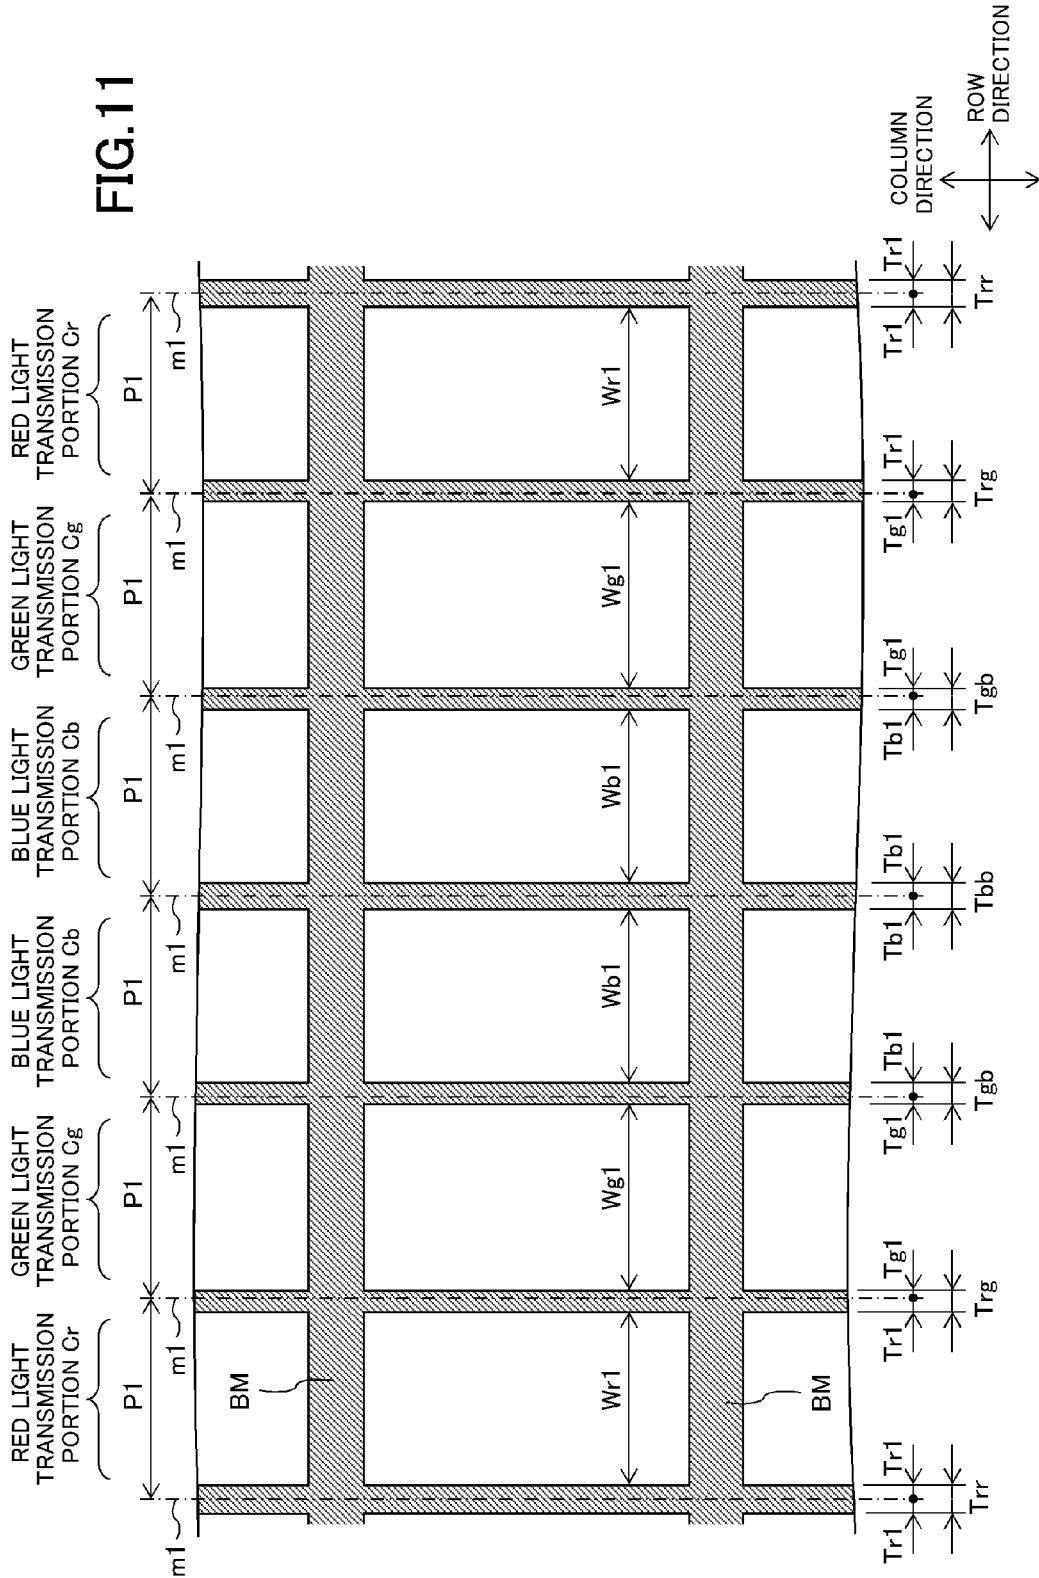 RED LIGHT
TRANSMISSION
PORTION Cr
GREEN LIGHT
TRANSMISSION
PORTION Cg
BLUE LIGHT
TRANSMISSION
PORTION Cb
BLUE LIGHT
TRANSMISSION
PORTION Cb
GREEN LIGHT
TRANSMISSION
PORTION Cg
RED LIGHT
TRANSMISSION
PORTION Cr
FIG.11
P1
P1
P1
P1
P1
P1
m1
m1
m1
m1
m1
m1
m1
BM
Wr1
Wg1
Wb1
Wb1
Wg1
Wr1
BM
Tr1
Tr1
Tr1
Tg1
Tg1
Tb1
Tb1
Tb1
Tb1
Tg1
Tg1
Tr1
Tr1
Tr1
COLUMN
DIRECTION
Trr
Trg
Tgb
Tbb
Tgb
Trg
Trr
ROW
DIRECTION